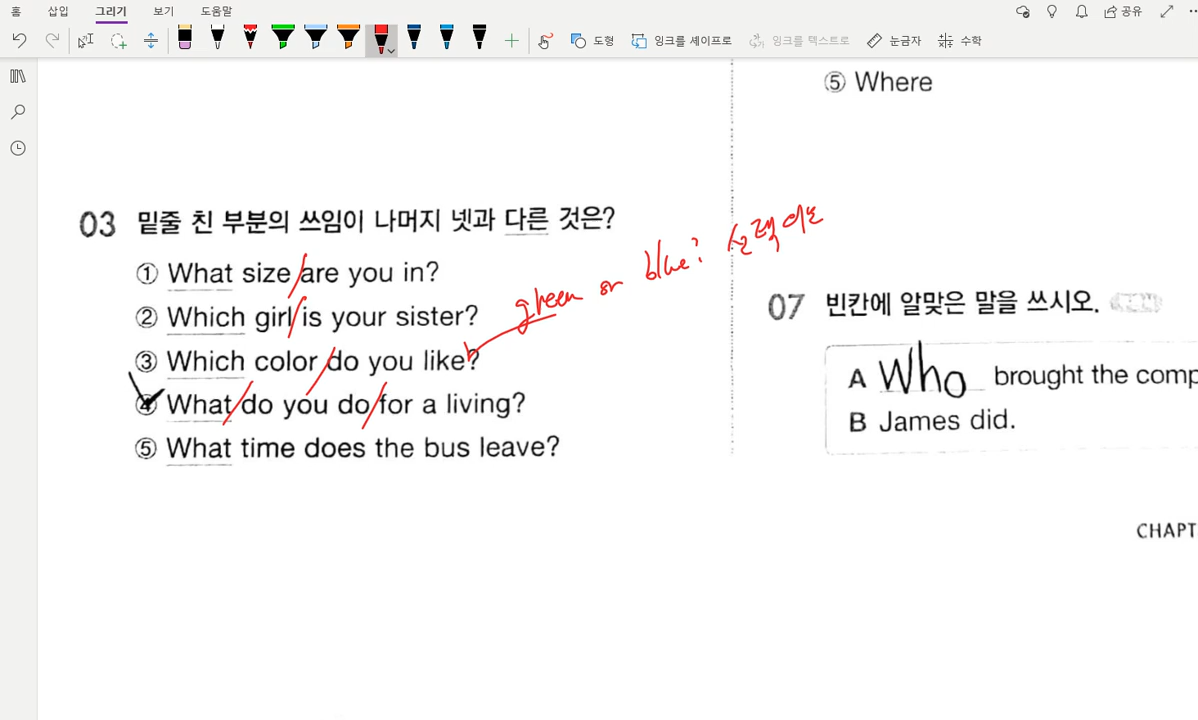 홈 삽입 그리기 보기 도움말
공유
도형 잉크를 셰이프로 잉크를 텍스트로 눈금자 수학
⑤ Where
03 밑줄 친 부분의 쓰임이 나머지 넷과 다른 것은?
① What size are you in?
② Which girl is your sister?
③ Which color do you like?
green or blue?
④ What do you do for a living?
⑤ What time does the bus leave?
07 빈칸에 알맞은 말을 쓰시오.
A Who brought the comp
B James did.
CHAPT